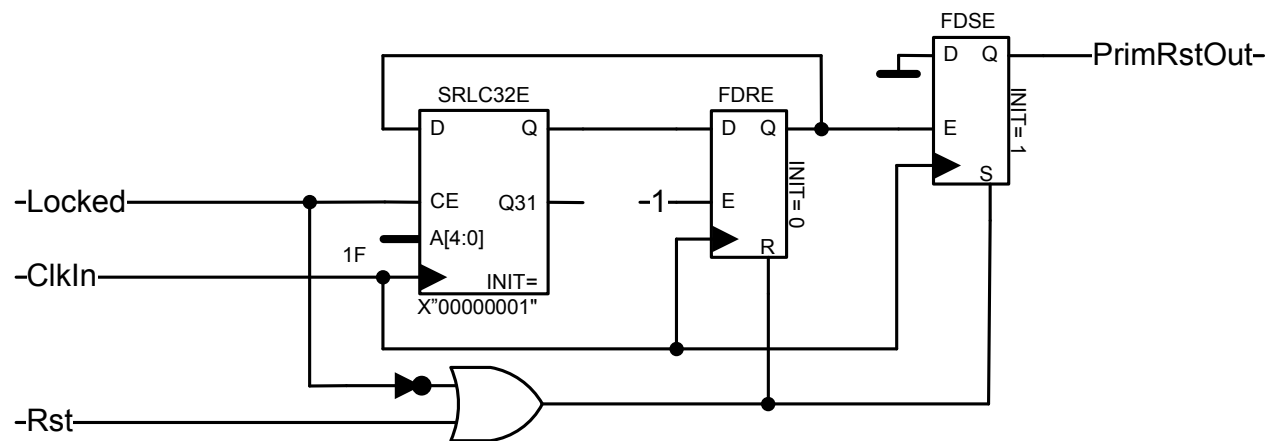 FDSE
D Q
PrimRstOut
INIT= 1
E
S
SRLC32E
D Q
CE
Q31
A[4:0]
1F
INIT=
X”00000001"
FDRE
D Q
1
E
INIT= 0
R
Locked
ClkIn
Rst